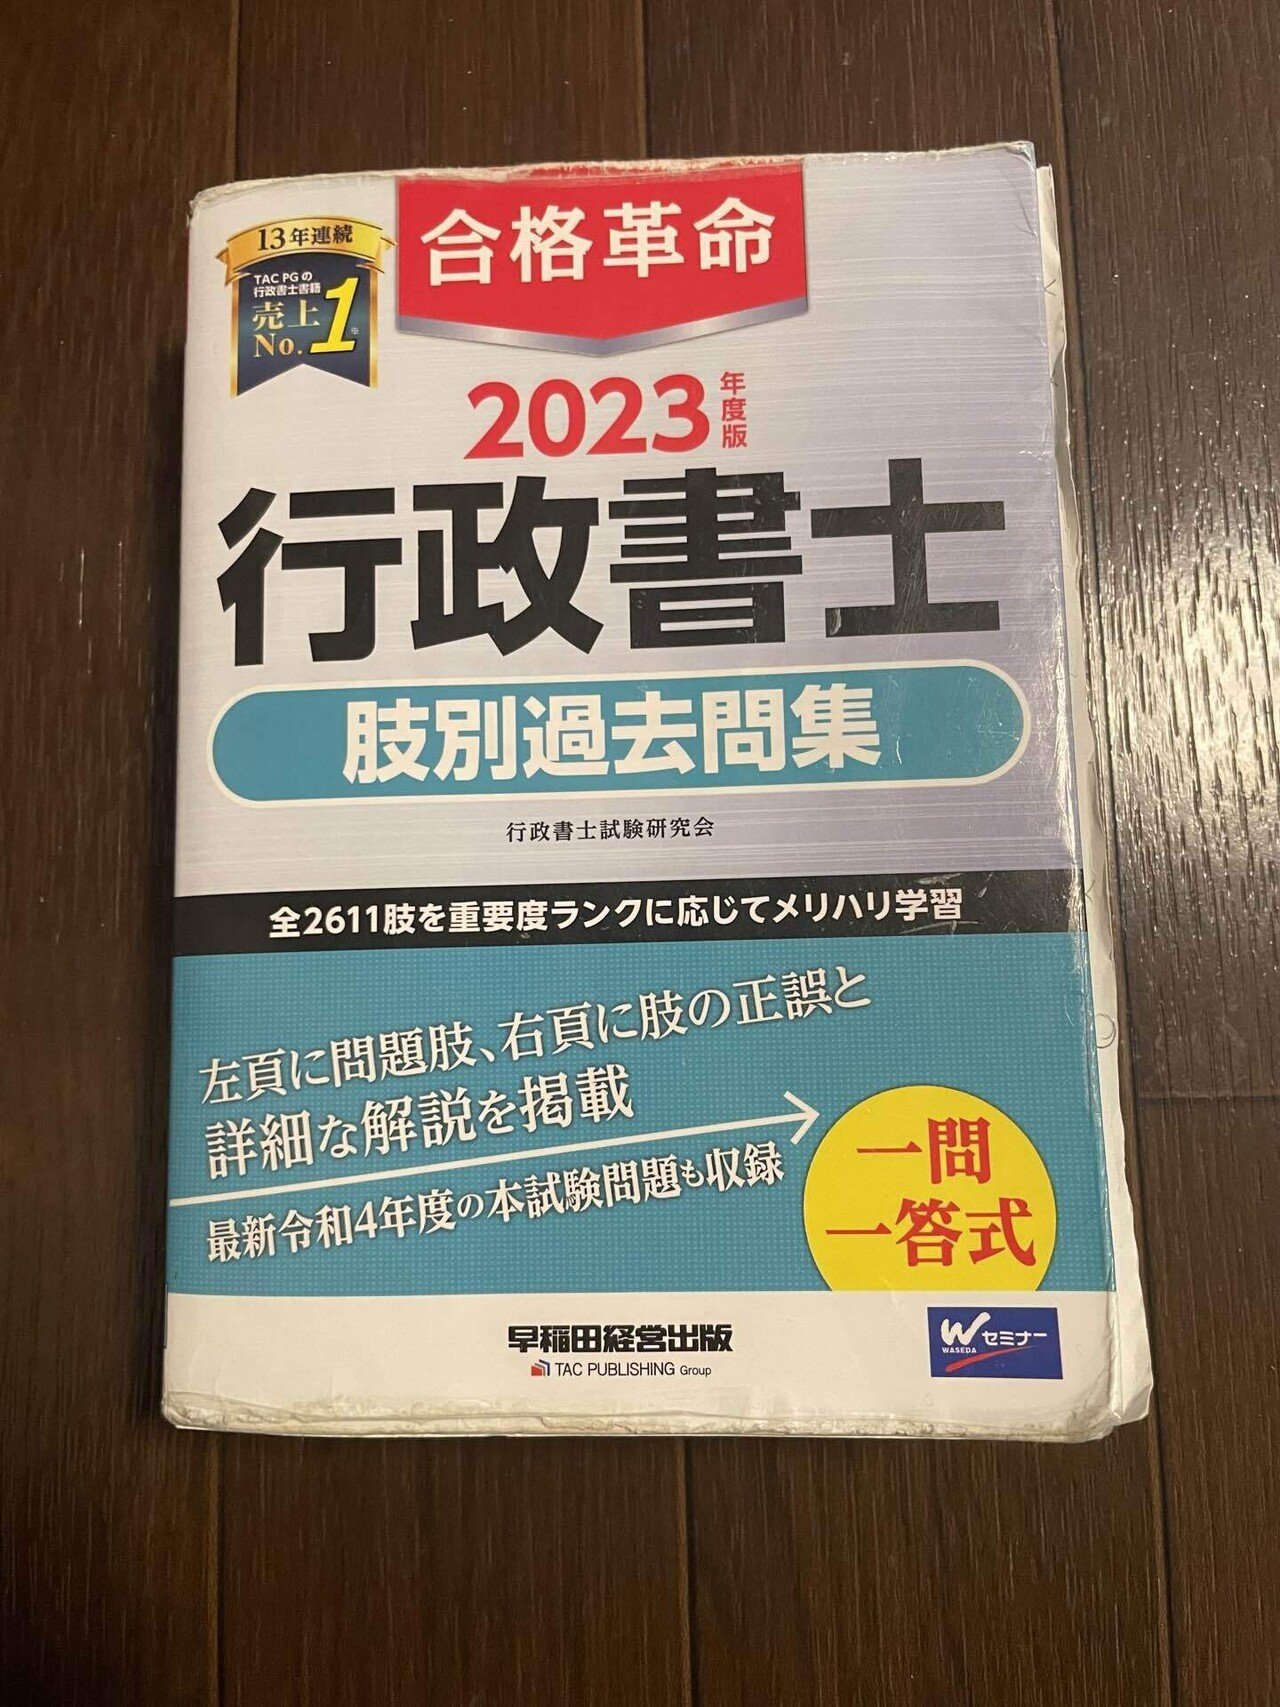 合格革命
13年連続
TAC PGの
行政書士書籍
売上
No.1※
2023年度版
行政書士
肢別過去問集
行政書士試験研究会
全2611肢を重要度ランクに応じてメリハリ学習
左頁に問題肢、右頁に肢の正誤と
詳細な解説を掲載
最新令和4年度の本試験問題も収録
一問
一答式
早稲田経営出版
TAC PUBLISHING Group
Wセミナー
WASEDA